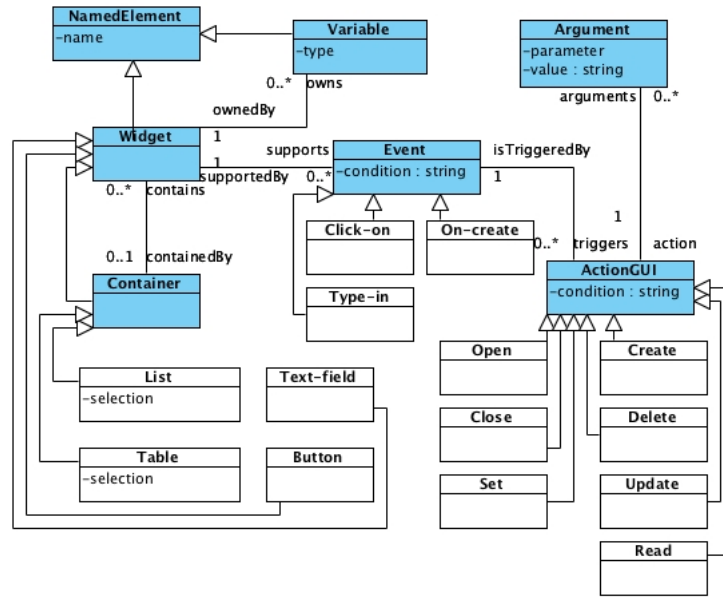 NamedElement
-name
Variable
-type
Argument
-parameter
-value : string
0..* owns
arguments 0..*
ownedBy
Widget
1
supports
Event
isTriggeredBy
1
supportedBy
0..*
-condition : string
1
0..* contains
Click-on
On-create
1
0..* triggers action
0..1 containedBy
ActionGUI
-condition : string
Container
Type-in
Open
Create
List
-selection
Text-field
Close
Delete
Table
-selection
Button
Set
Update
Read